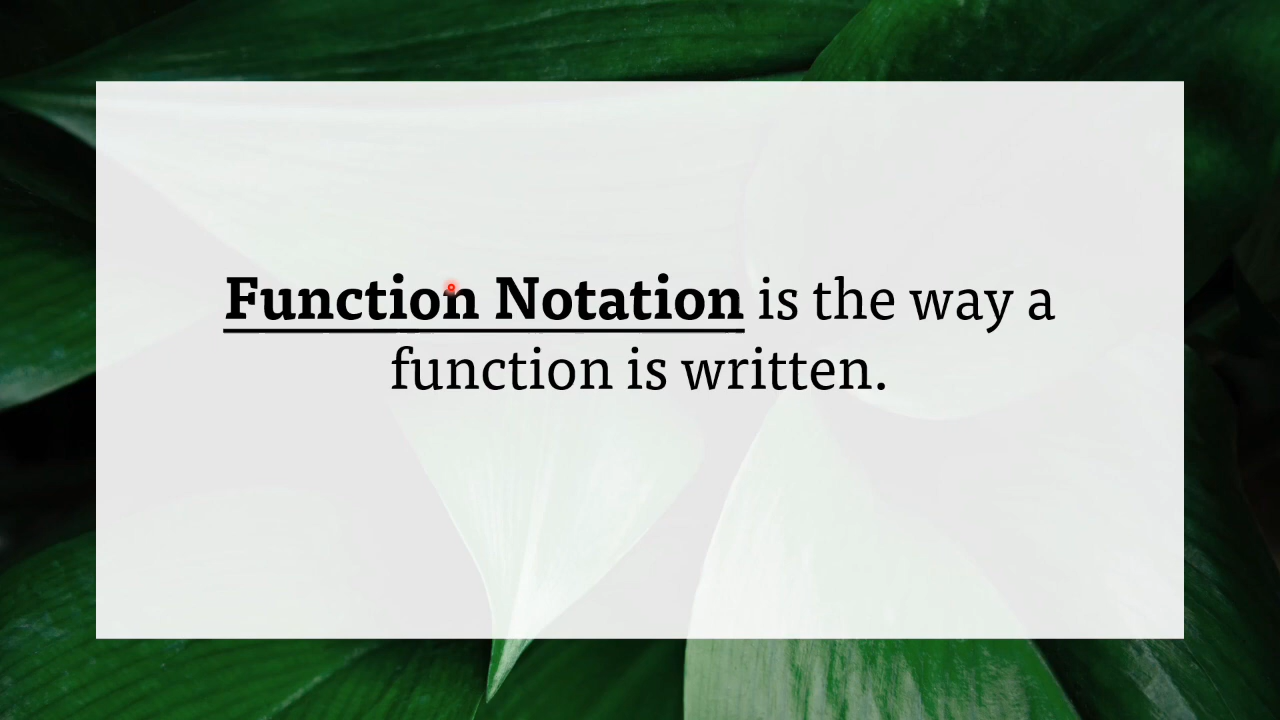 Function Notation is the way a
function is written.